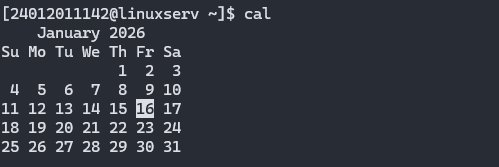 [24012011142@linuxserv ~]$ cal
    January 2026
Su Mo Tu We Th Fr Sa
             1  2  3
 4  5  6  7  8  9 10
11 12 13 14 15 16 17
18 19 20 21 22 23 24
25 26 27 28 29 30 31